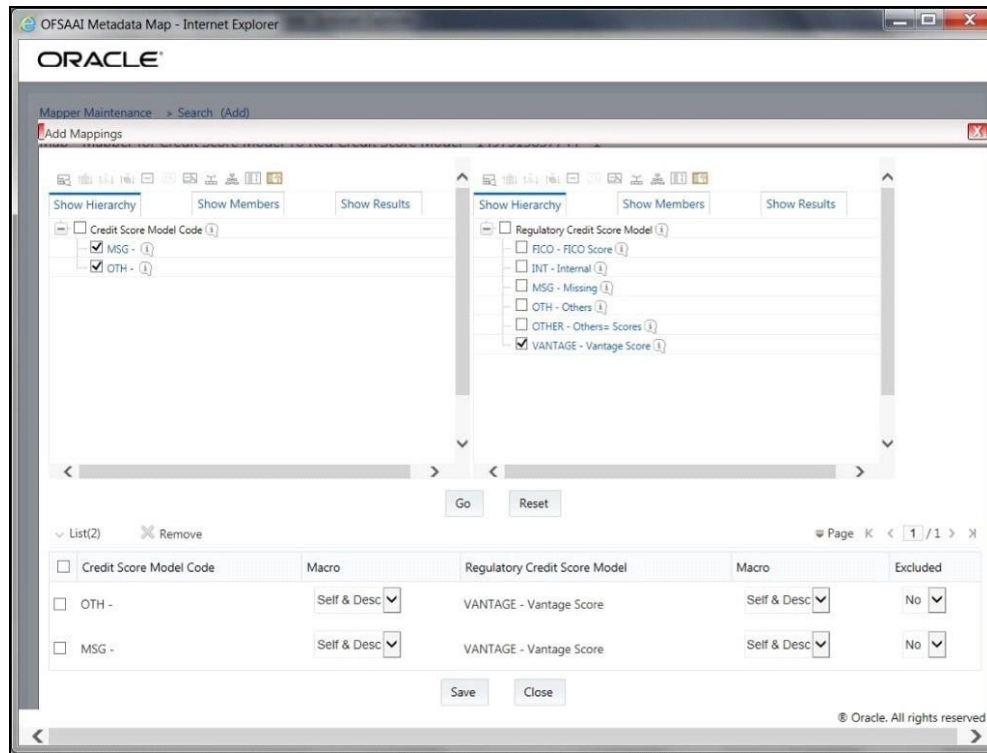 OFSAAI Metadata Map - Internet Explorer
ORACLE®
Mapper Maintenance » Search (Add)
Add Mappings
Show Hierarchy Show Members Show Results
Credit Score Model Code
MSG -
OTH -
Show Hierarchy Show Members Show Results
Regulatory Credit Score Model
FICO - FICO Score
INT - Internal
MSG - Missing
OTH - Others
OTHER - Others= Scores
VANTAGE - Vantage Score
Go Reset
List(2) Remove Page 1 / 1
Credit Score Model Code Macro Regulatory Credit Score Model Macro Excluded
OTH - Self & Desc VANTAGE - Vantage Score Self & Desc No
MSG - Self & Desc VANTAGE - Vantage Score Self & Desc No
Save Close
® Oracle. All rights reserved